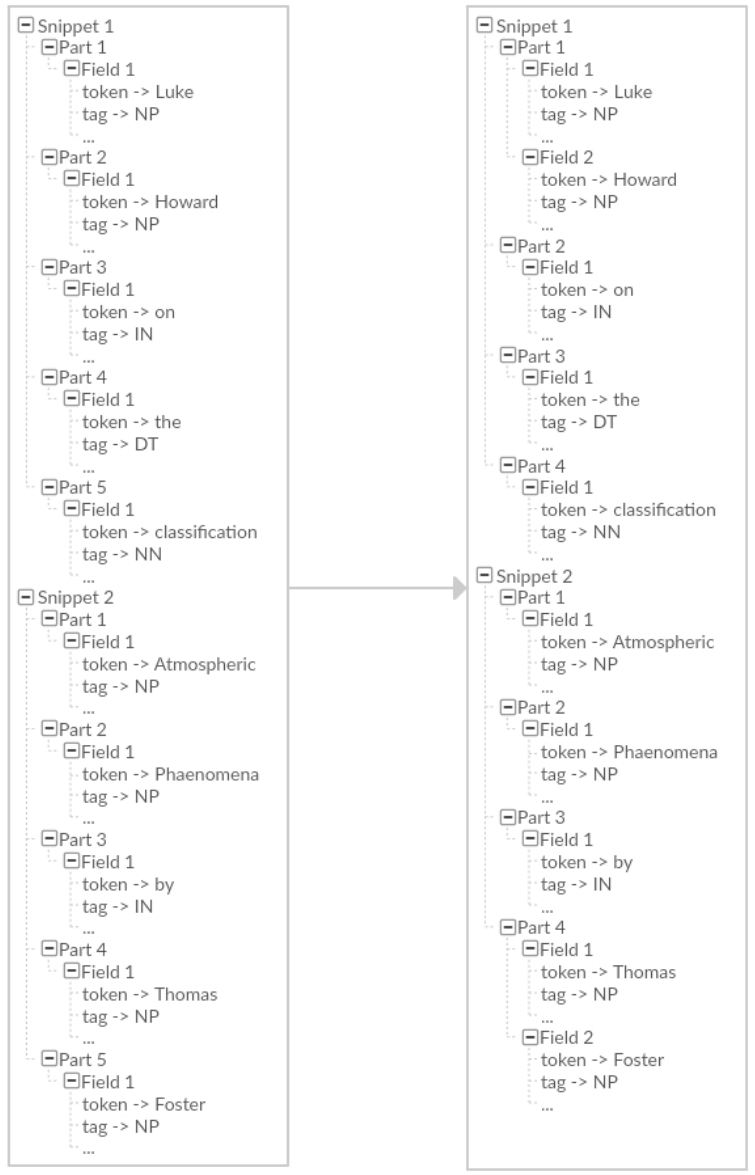 Snippet 1
Part 1
Field 1
token -> Luke
tag -> NP
...
Part 2
Field 1
token -> Howard
tag -> NP
...
Part 3
Field 1
token -> on
tag -> IN
...
Part 4
Field 1
token -> the
tag -> DT
...
Part 5
Field 1
token -> classification
tag -> NN
...
Snippet 2
Part 1
Field 1
token -> Atmospheric
tag -> NP
...
Part 2
Field 1
token -> Phaenomena
tag -> NP
...
Part 3
Field 1
token -> by
tag -> IN
...
Part 4
Field 1
token -> Thomas
tag -> NP
...
Part 5
Field 1
token -> Foster
tag -> NP
...
Snippet 1
Part 1
Field 1
token -> Luke
tag -> NP
...
Field 2
token -> Howard
tag -> NP
...
Part 2
Field 1
token -> on
tag -> IN
...
Part 3
Field 1
token -> the
tag -> DT
...
Part 4
Field 1
token -> classification
tag -> NN
...
Snippet 2
Part 1
Field 1
token -> Atmospheric
tag -> NP
...
Part 2
Field 1
token -> Phaenomena
tag -> NP
...
Part 3
Field 1
token -> by
tag -> IN
...
Part 4
Field 1
token -> Thomas
tag -> NP
...
Field 2
token -> Foster
tag -> NP
...